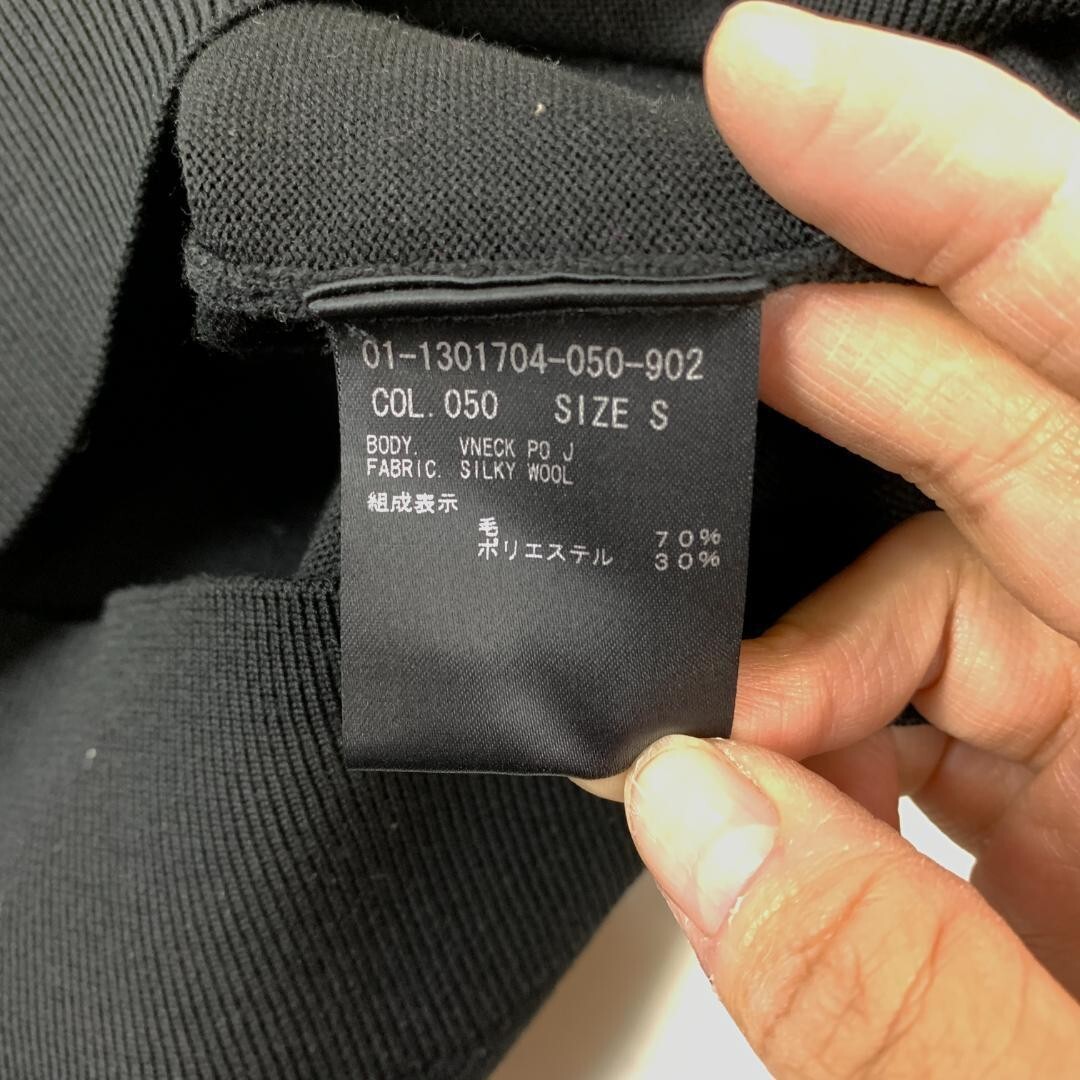 01-1301704-050-902
COL.050 SIZE S
BODY. VNECK PO J
FABRIC. SILKY WOOL
組成表示
毛 70%
ポリエステル 30%